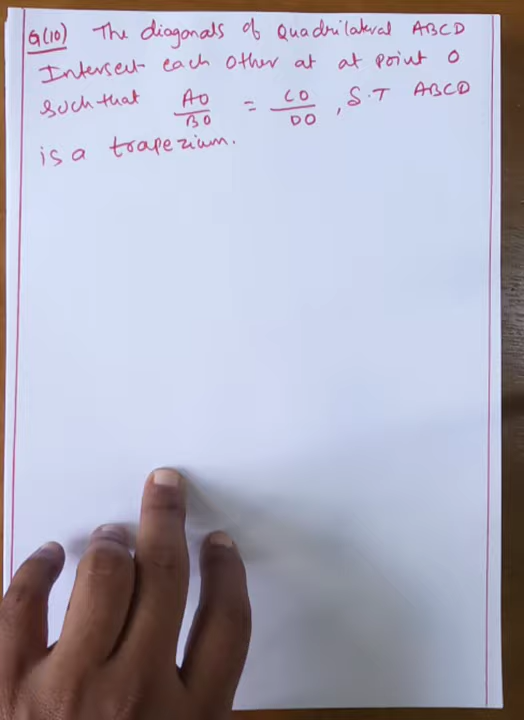 Q(10) The diagonals of Quadrilateral ABCD
Intersect each other at at point O
such that AO/BO = CO/DO, S.T ABCD
is a trapezium.